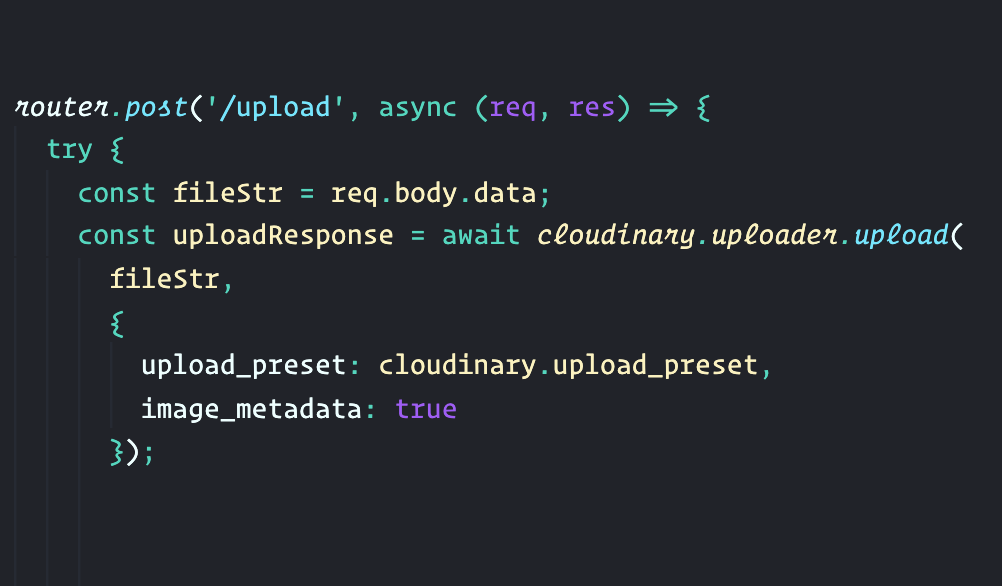 router.post('/upload', async (req, res) => {
try {
const fileStr = req.body.data;
const uploadResponse = await cloudinary.uploader.upload(
fileStr,
{
upload_preset: cloudinary.upload_preset,
image_metadata: true
});